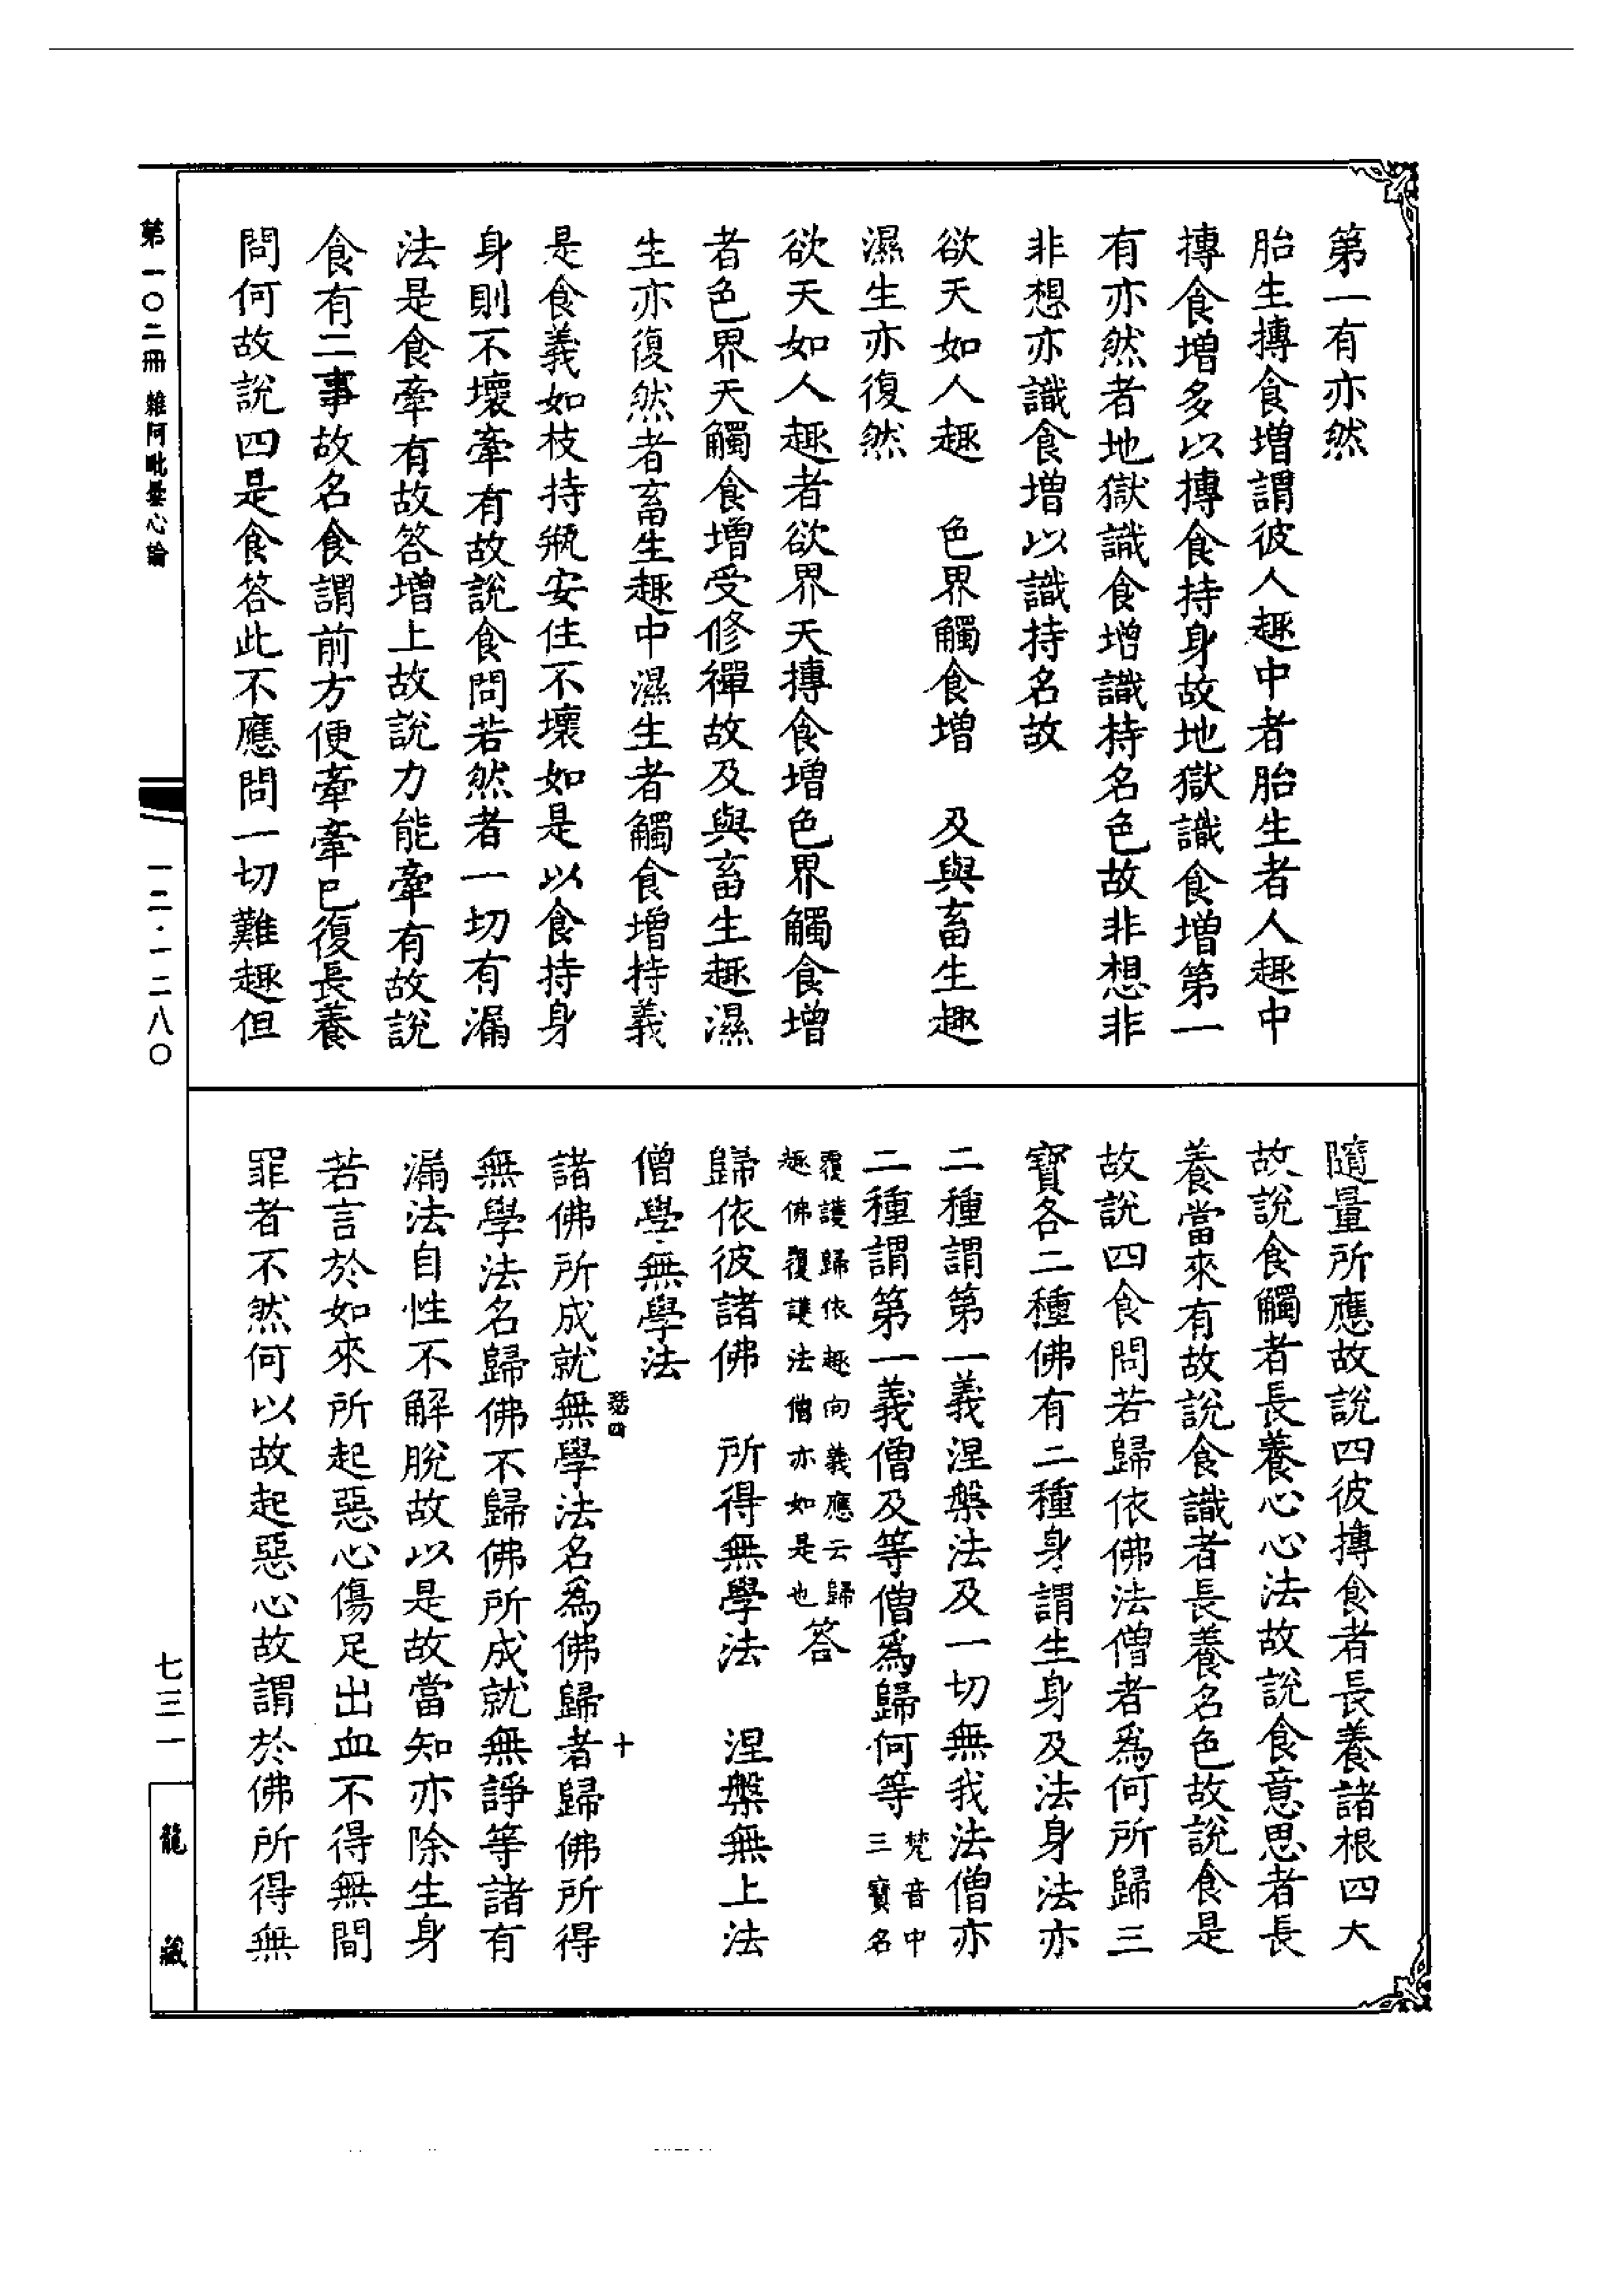 第一有亦然
胎生摶食增謂彼人趣中者胎生者人趣中
摶食增多以摶食持身故地獄識食增第一
有亦然者地獄識食增識持名色故非想非
非想亦識食增以識持名故
欲天如人趣　色界觸食增　及與畜生趣
濕生亦復然
欲天如人趣者欲界天摶食增色界觸食增
者色界天觸食增受修禪故及與畜生趣濕
生亦復然者畜生趣中濕生者觸食增持義
是食義如枝持瓶安住不壞如是以食持身
身則不壞牽有故說食問若然者一切有漏
法是食牽有故答增上故說力能牽有故說
食有二事故名食謂前方便牽牽已復長養
問何故說四是食答此不應問一切難趣但
隨量所應故說四彼摶食者長養諸根四大
故說食觸者長養心心法故說食意思者長
養當來有故說食識者長養名色故說食是
故說四食問若歸依佛法僧者爲何所歸三
寶各二種佛有二種身謂生身及法身法亦
二種謂第一義涅槃法及一切無我法僧亦
二種謂第一義僧及等僧爲歸何等梵音中三寶名
覆護歸依趣向義應云歸趣佛覆護法僧亦如是也答
歸依彼諸佛　所得無學法　涅槃無上法
僧學無學法
諸佛所成就無學法名爲佛歸者歸佛所得
無學法名歸佛不歸佛所成就無諍等諸有
漏法自性不解脫故以是故當知亦除生身
若言於如來所起惡心傷足出血不得無間
罪者不然何以故起惡心故謂於佛所得無
十
第一〇二冊　雜阿毗曇心論
一二·一二八〇
七三一
龍藏